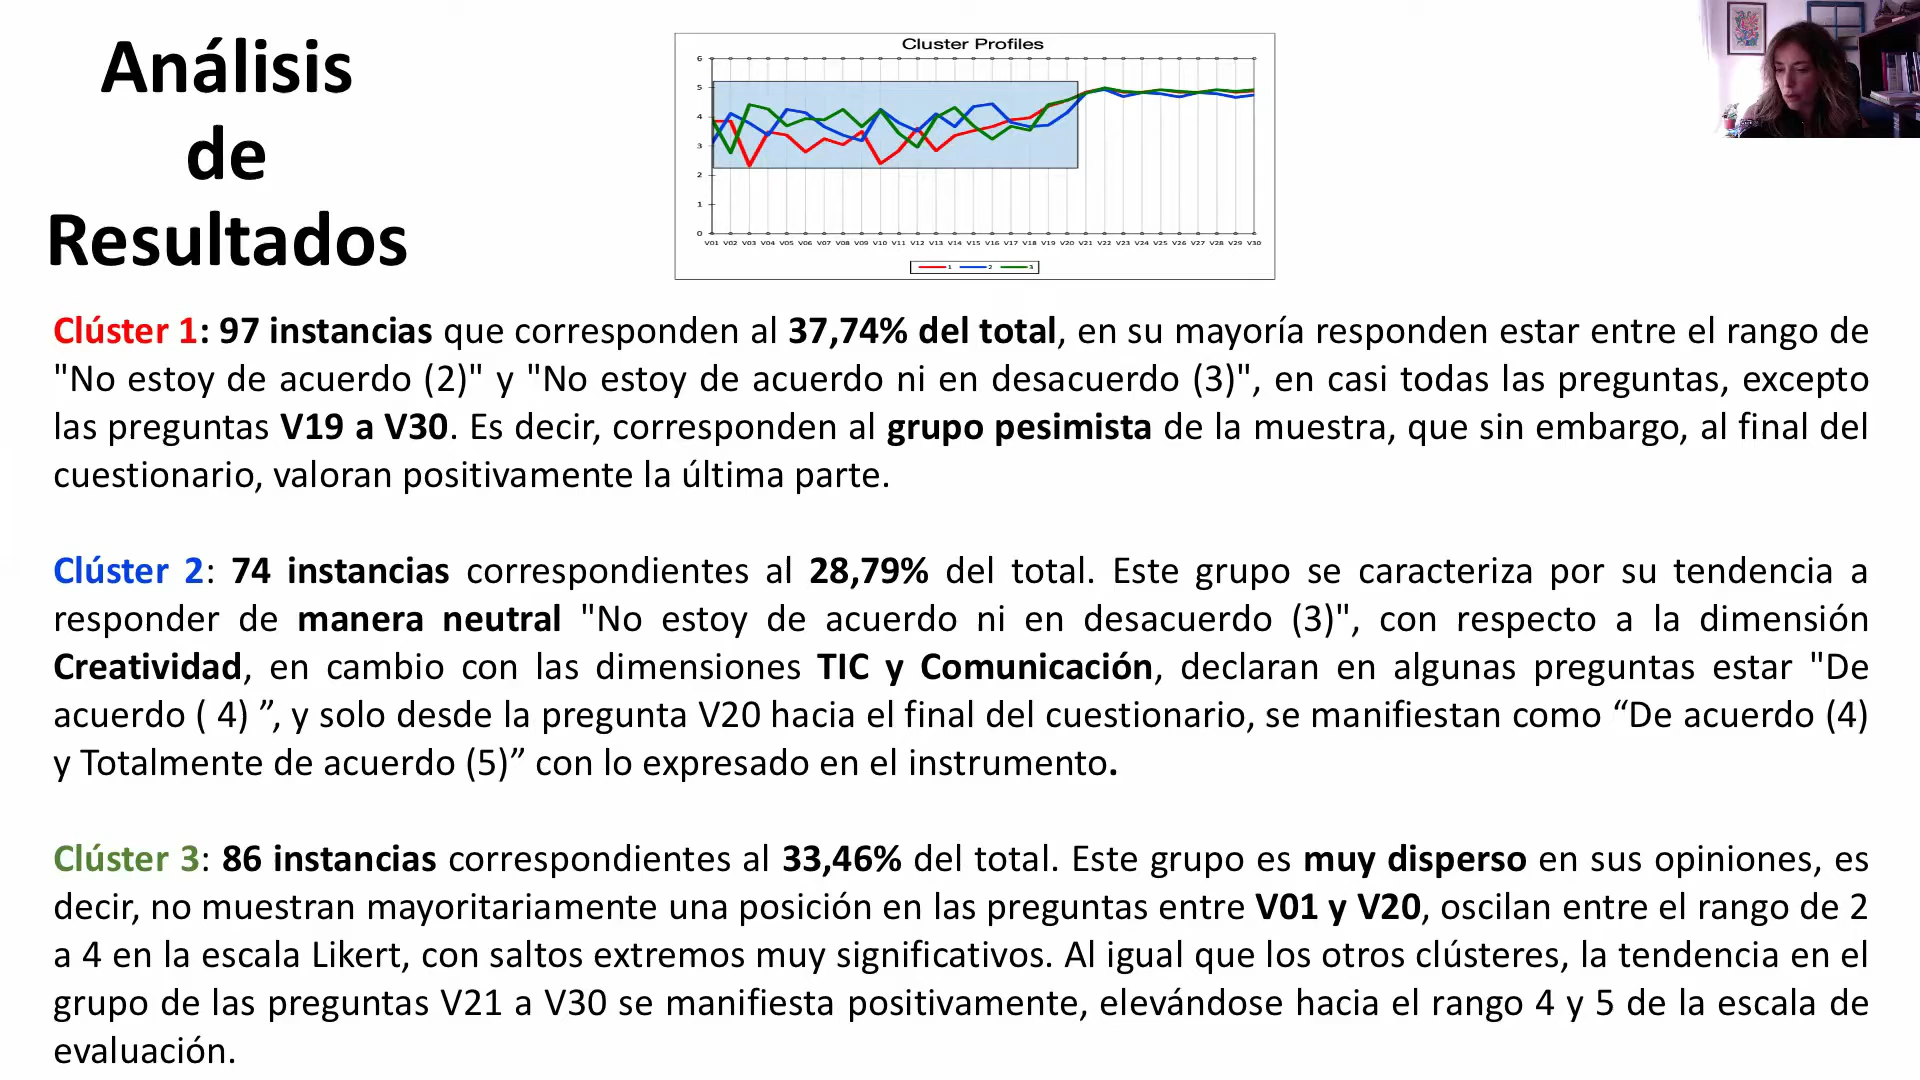 Análisis
de
Resultados
Cluster Profiles
6
5
4
3
2
1
0
V01 V02 V03 V04 V05 V06 V07 V08 V09 V10 V11 V12 V13 V14 V15 V16 V17 V18 V19 V20 V21 V22 V23 V24 V25 V26 V27 V28 V29 V30
1 2 3
Clúster 1: 97 instancias que corresponden al 37,74% del total, en su mayoría responden estar entre el rango de
"No estoy de acuerdo (2)" y "No estoy de acuerdo ni en desacuerdo (3)", en casi todas las preguntas, excepto
las preguntas V19 a V30. Es decir, corresponden al grupo pesimista de la muestra, que sin embargo, al final del
cuestionario, valoran positivamente la última parte.
Clúster 2: 74 instancias correspondientes al 28,79% del total. Este grupo se caracteriza por su tendencia a
responder de manera neutral "No estoy de acuerdo ni en desacuerdo (3)", con respecto a la dimensión
Creatividad, en cambio con las dimensiones TIC y Comunicación, declaran en algunas preguntas estar "De
acuerdo ( 4) ”, y solo desde la pregunta V20 hacia el final del cuestionario, se manifiestan como “De acuerdo (4)
y Totalmente de acuerdo (5)” con lo expresado en el instrumento.
Clúster 3: 86 instancias correspondientes al 33,46% del total. Este grupo es muy disperso en sus opiniones, es
decir, no muestran mayoritariamente una posición en las preguntas entre V01 y V20, oscilan entre el rango de 2
a 4 en la escala Likert, con saltos extremos muy significativos. Al igual que los otros clústeres, la tendencia en el
grupo de las preguntas V21 a V30 se manifiesta positivamente, elevándose hacia el rango 4 y 5 de la escala de
evaluación.